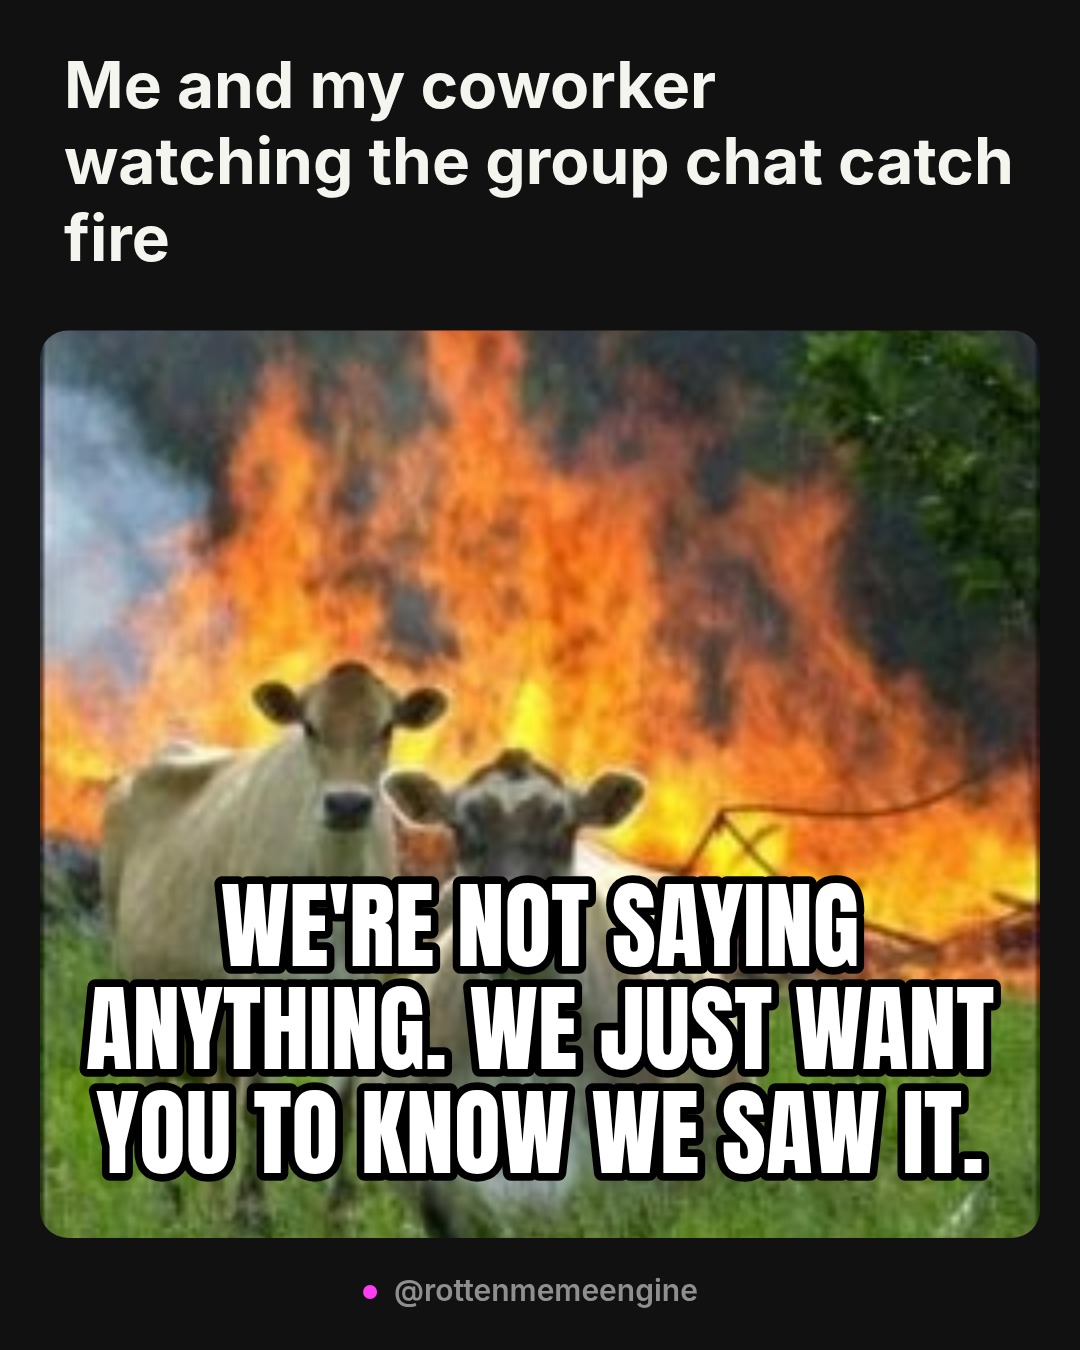 Me and my coworker
watching the group chat catch
fire
WE'RE NOT SAYING
ANYTHING. WE JUST WANT
YOU TO KNOW WE SAW IT.
@rottenmemeengine